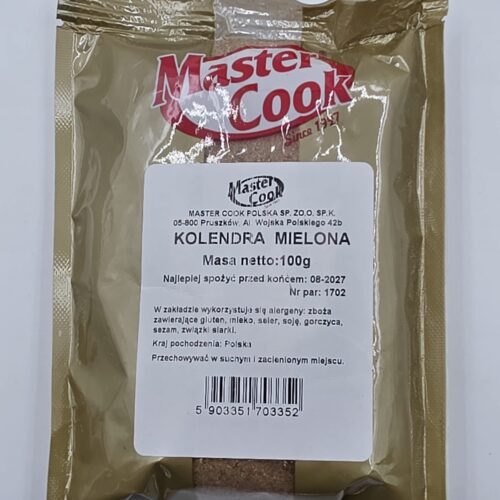 Master
Cook
Since 1987
Master
Cook
MASTER COOK POLSKA SP. ZO.O. SP.K.
05-800 Pruszków, Al. Wojska Polskiego 42b
KOLENDRA MIELONA
Masa netto:100g
Najlepiej spożyć przed końcem: 08-2027
Nr par: 1702
W zakładzie wykorzystuje się alergeny: zboża
zawierające gluten, mleko, seler, soję, gorczyca,
sezam, związki siarki.
Kraj pochodzenia: Polska
Przechowywać w suchym i zacienionym miejscu.
5 903351 703352